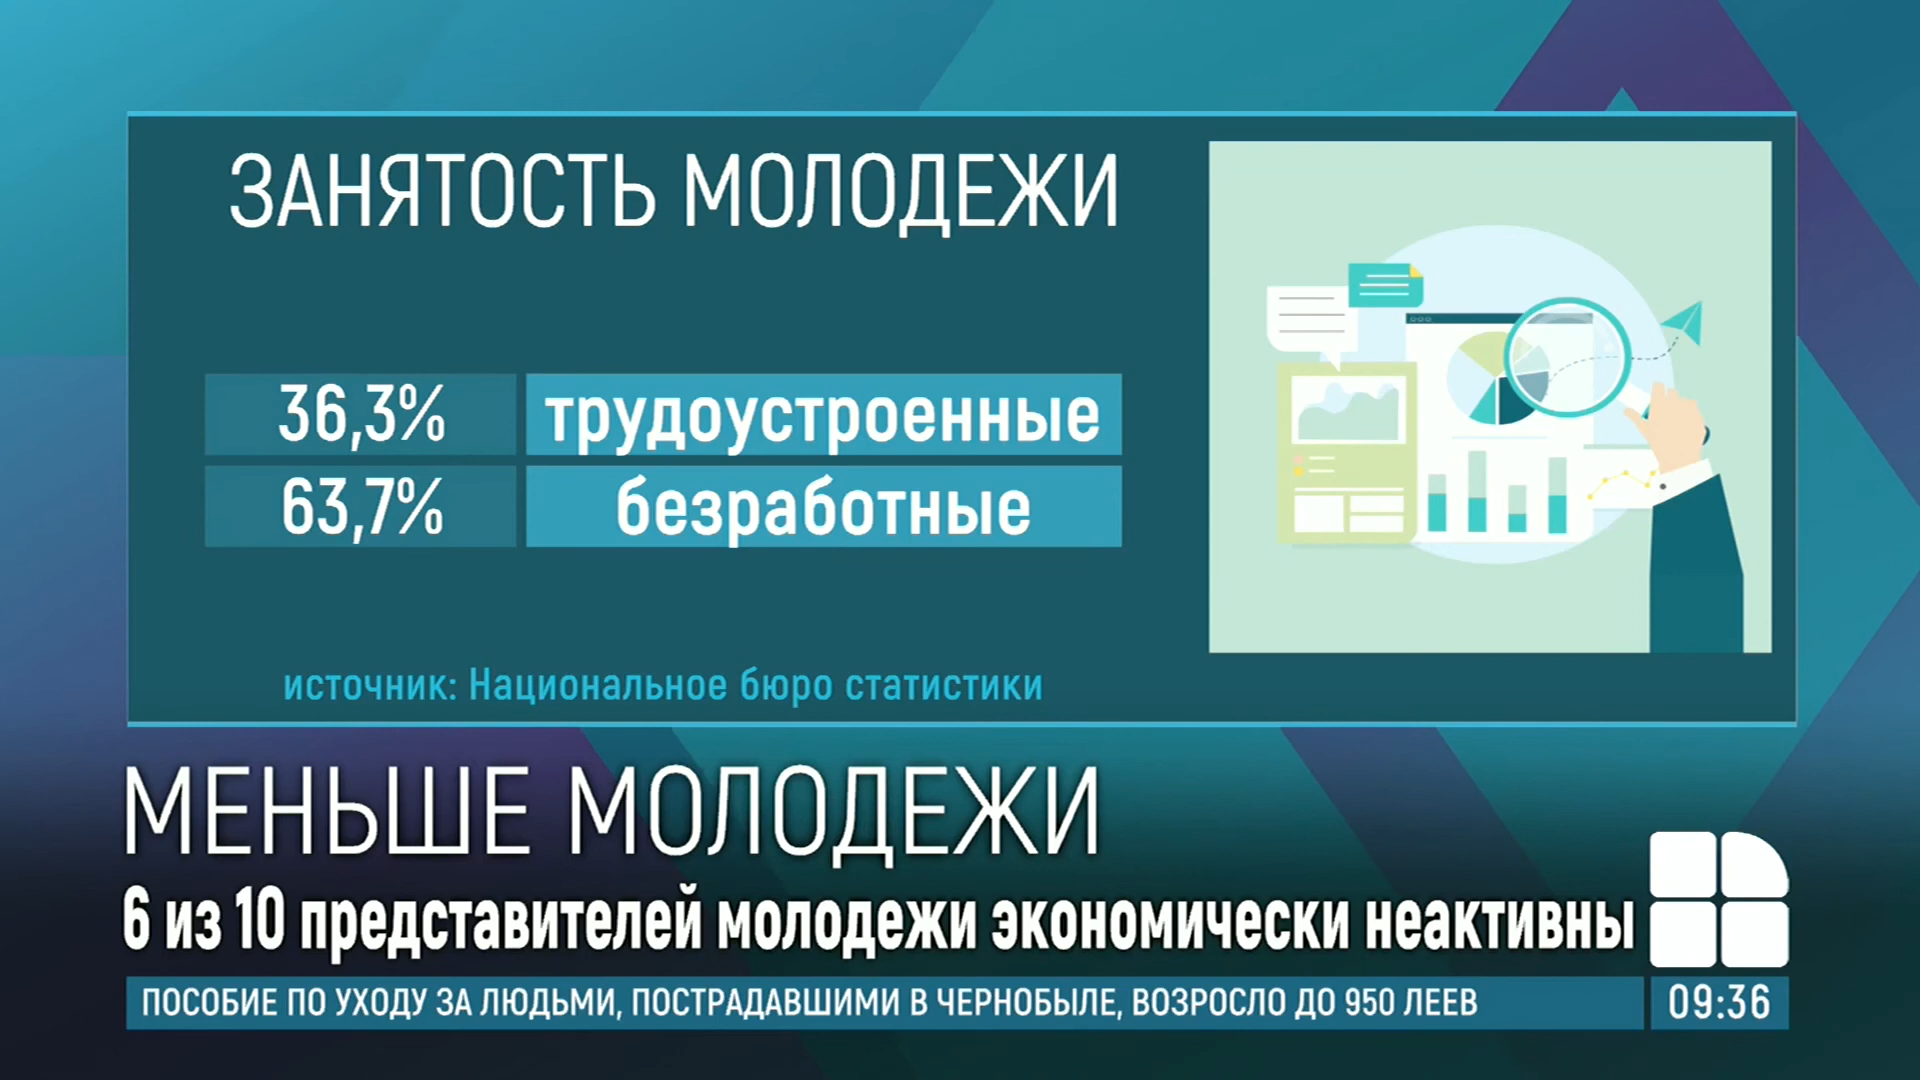 ЗАНЯТОСТЬ МОЛОДЕЖИ
36,3% трудоустроенные
63,7% безработные
источник: Национальное бюро статистики
МЕНЬШЕ МОЛОДЕЖИ
6 из 10 представителей молодежи экономически неактивны
ПОСОБИЕ ПО УХОДУ ЗА ЛЮДЬМИ, ПОСТРАДАВШИМИ В ЧЕРНОБЫЛЕ, ВОЗРОСЛО ДО 950 ЛЕЕВ
09:36